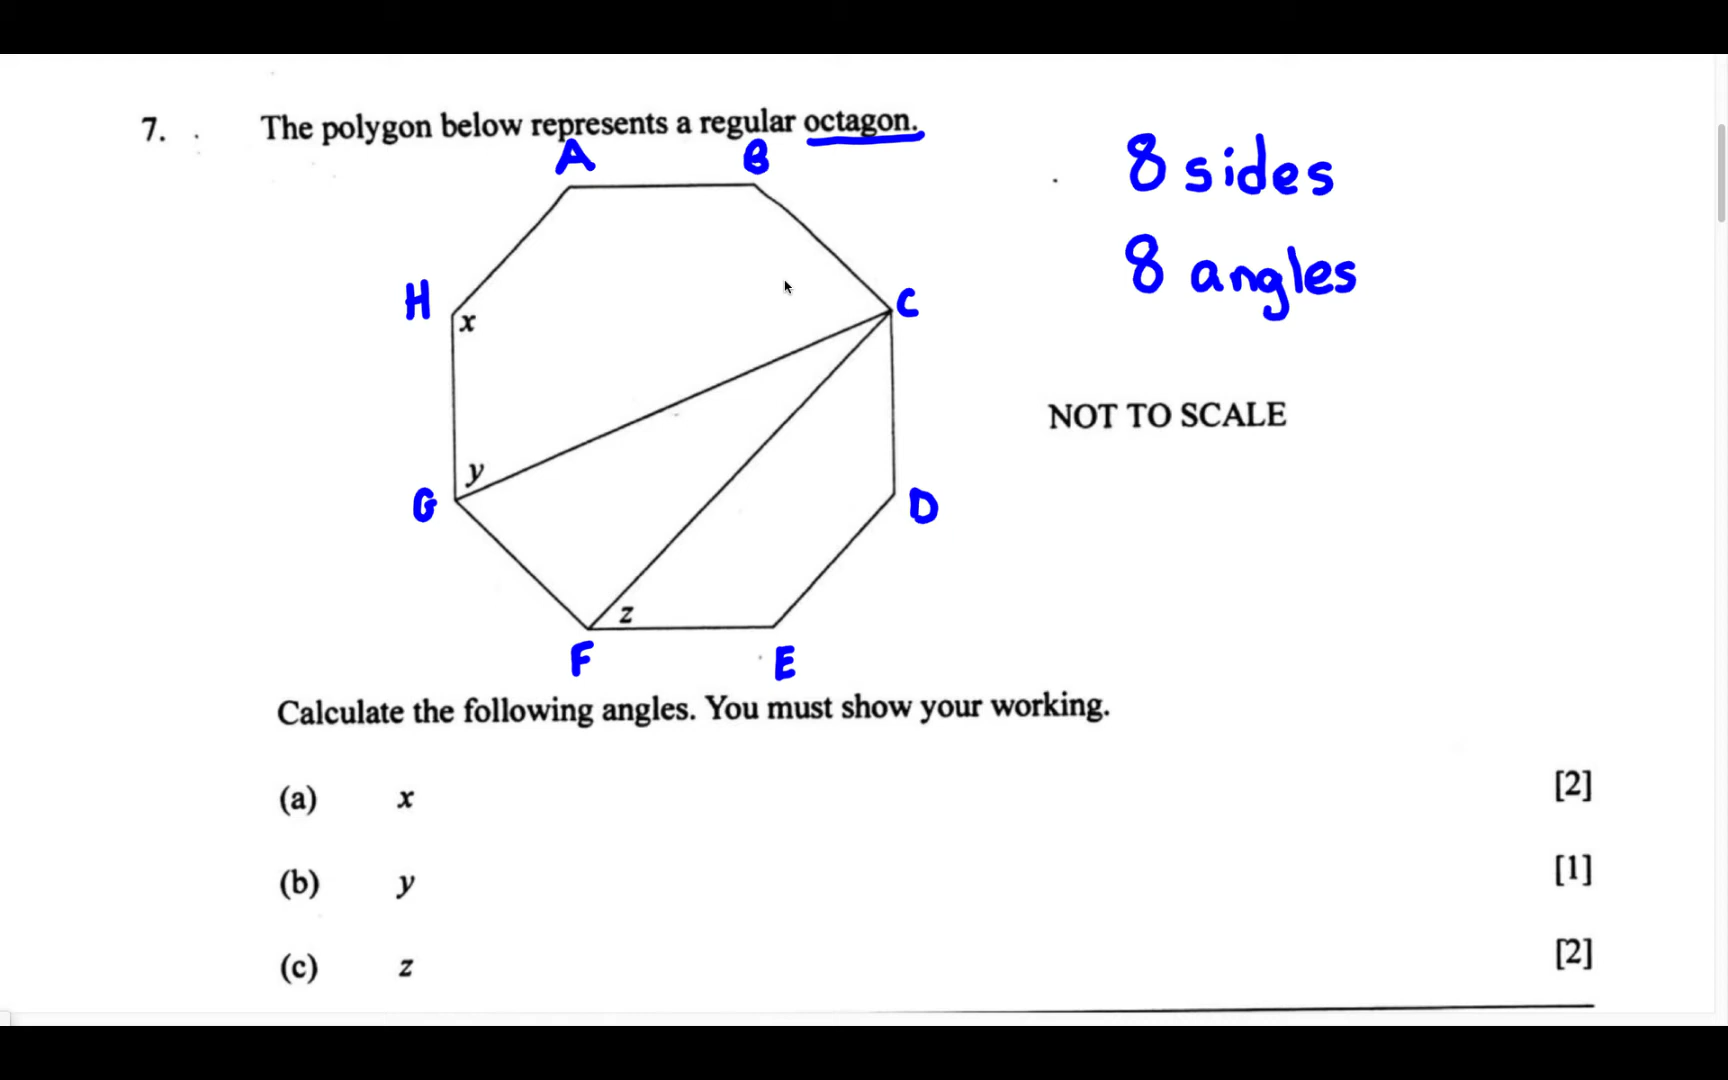 7. The polygon below represents a regular octagon.
A B
8 sides
8 angles
H C
x
NOT TO SCALE
y
G D
z
F E
Calculate the following angles. You must show your working.
(a) x [2]
(b) y [1]
(c) z [2]